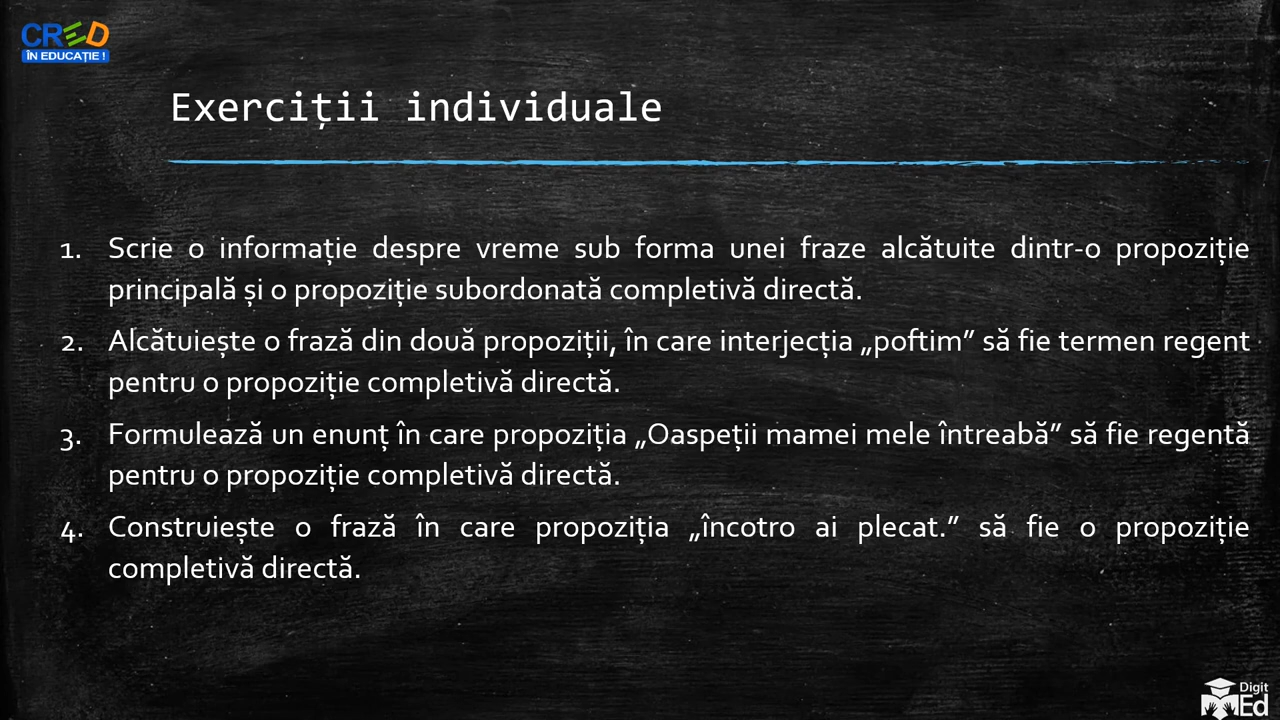 CRED
ÎN EDUCAȚIE !
Exerciții individuale
1. Scrie o informație despre vreme sub forma unei fraze alcătuite dintr-o propoziție
principală și o propoziție subordonată completivă directă.
2. Alcătuiește o frază din două propoziții, în care interjecția „poftim” să fie termen regent
pentru o propoziție completivă directă.
3. Formulează un enunț în care propoziția „Oaspeții mamei mele întreabă” să fie regentă
pentru o propoziție completivă directă.
4. Construiește o frază în care propoziția „încotro ai plecat.” să fie o propoziție
completivă directă.
Digit
Ed